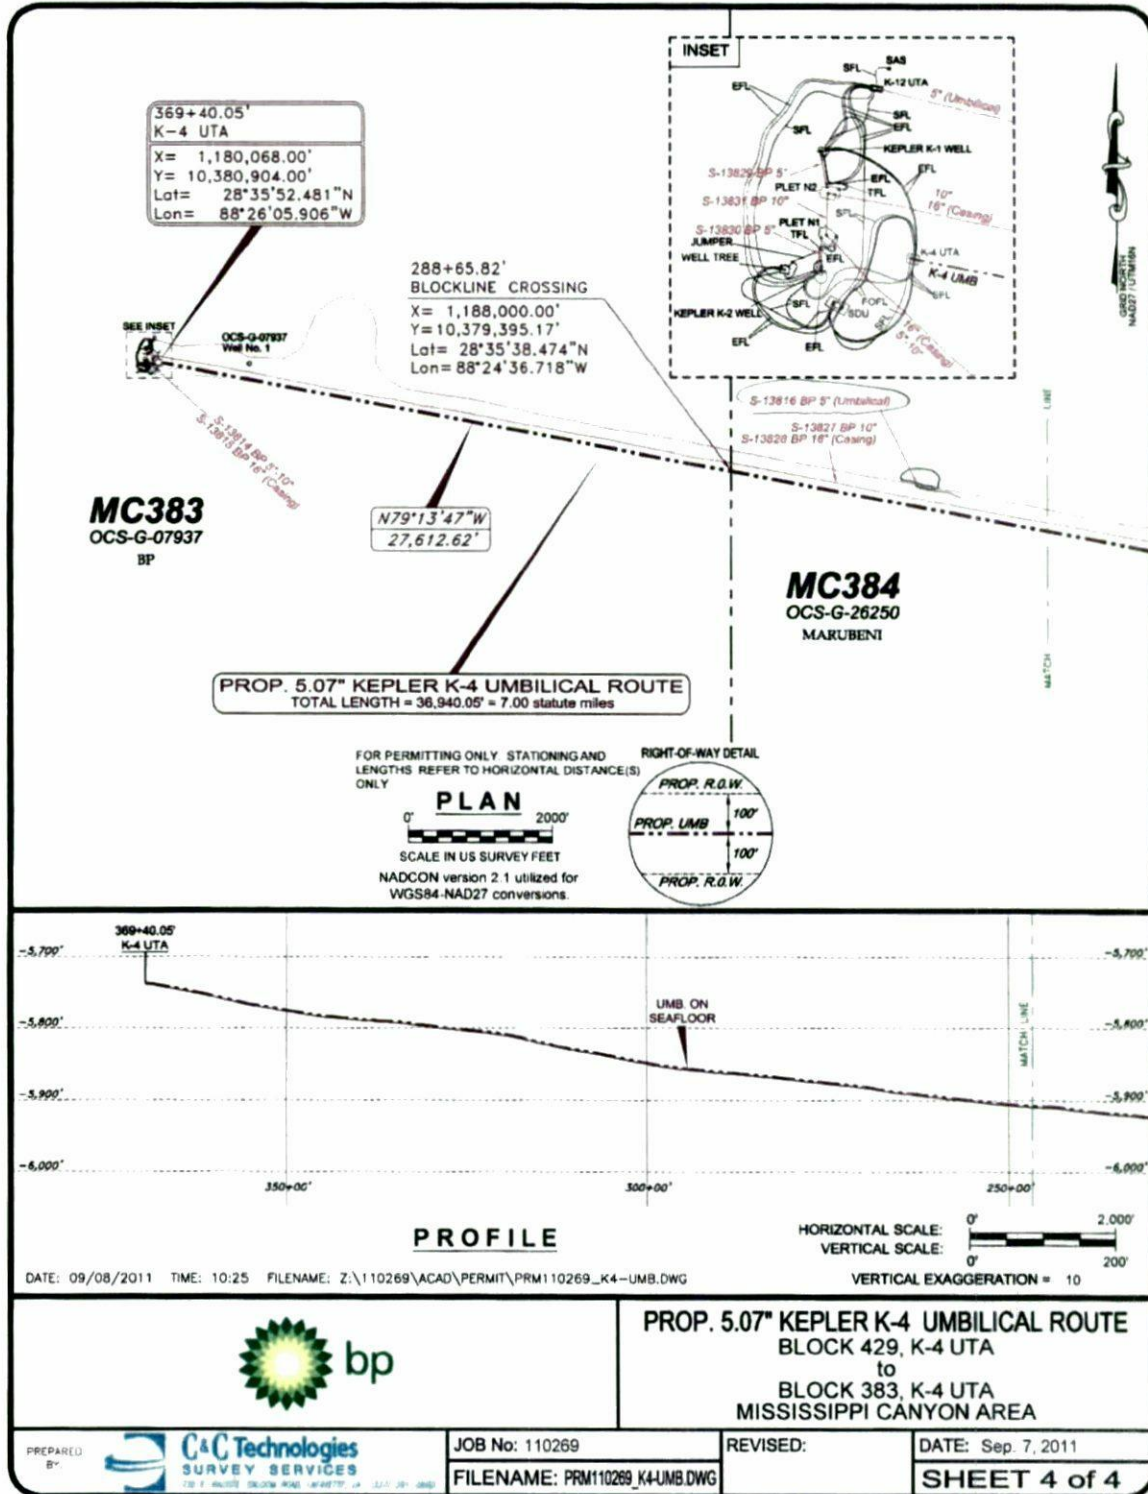 INSET
SAS
SFL
K-12 UTA
EFL
5" (Umbilical)
EFL
SFL
EFL
SFL
KEPLER K-1 WELL
EFL
S-13829 BP 5"
EFL
PLET N2
TFL
10"
16" (Casing)
S-13831 BP 10"
SFL
PLET N1
S-13830 BP 5"
TFL
JUMPER
K-4 UTA
EFL
WELL TREE
K-4 UMB
FOFL
EFL
SFL
SDU
KEPLER K-2 WELL
SFL
16" (Casing)
5"-10"
EFL
EFL
GRID NORTH
NAD27 / UTM16N
369+40.05'
K-4 UTA
X= 1,180,068.00'
Y= 10,380,904.00'
Lat= 28°35'52.481"N
Lon= 88°26'05.906"W
288+65.82'
BLOCKLINE CROSSING
X= 1,188,000.00'
Y=10,379,395.17'
Lat= 28°35'38.474"N
Lon= 88°24'36.718"W
SEE INSET
OCS-G-07937
Well No. 1
S-13814 BP 5"-10"
S-13815 BP 16" (Casing)
S-13816 BP 5" (Umbilical)
S-13827 BP 10"
S-13828 BP 16" (Casing)
MATCH LINE
MC383
OCS-G-07937
BP
N79°13'47"W
27,612.62'
MC384
OCS-G-26250
MARUBENI
PROP. 5.07" KEPLER K-4 UMBILICAL ROUTE
TOTAL LENGTH = 36,940.05' = 7.00 statute miles
FOR PERMITTING ONLY. STATIONING AND
LENGTHS REFER TO HORIZONTAL DISTANCE(S)
ONLY
PLAN
0' 2000'
SCALE IN US SURVEY FEET
NADCON version 2.1 utilized for
WGS84-NAD27 conversions.
RIGHT-OF-WAY DETAIL
PROP. R.O.W.
100'
PROP. UMB
100'
PROP. R.O.W.
369+40.05'
K-4 UTA
-5,700' -5,700'
UMB. ON
SEAFLOOR
-5,800' -5,800'
MATCH LINE
-5,900' -5,900'
-6,000' -6,000'
350+00' 300+00' 250+00'
PROFILE
HORIZONTAL SCALE: 0' 2,000'
VERTICAL SCALE: 0' 200'
VERTICAL EXAGGERATION = 10
DATE: 09/08/2011 TIME: 10:25 FILENAME: Z:\110269\ACAD\PERMIT\PRM110269_K4-UMB.DWG
bp
PROP. 5.07" KEPLER K-4 UMBILICAL ROUTE
BLOCK 429, K-4 UTA
to
BLOCK 383, K-4 UTA
MISSISSIPPI CANYON AREA
PREPARED
BY:
C&C Technologies
SURVEY SERVICES
JOB No: 110269
FILENAME: PRM110269_K4-UMB.DWG
REVISED:
DATE: Sep. 7, 2011
SHEET 4 of 4